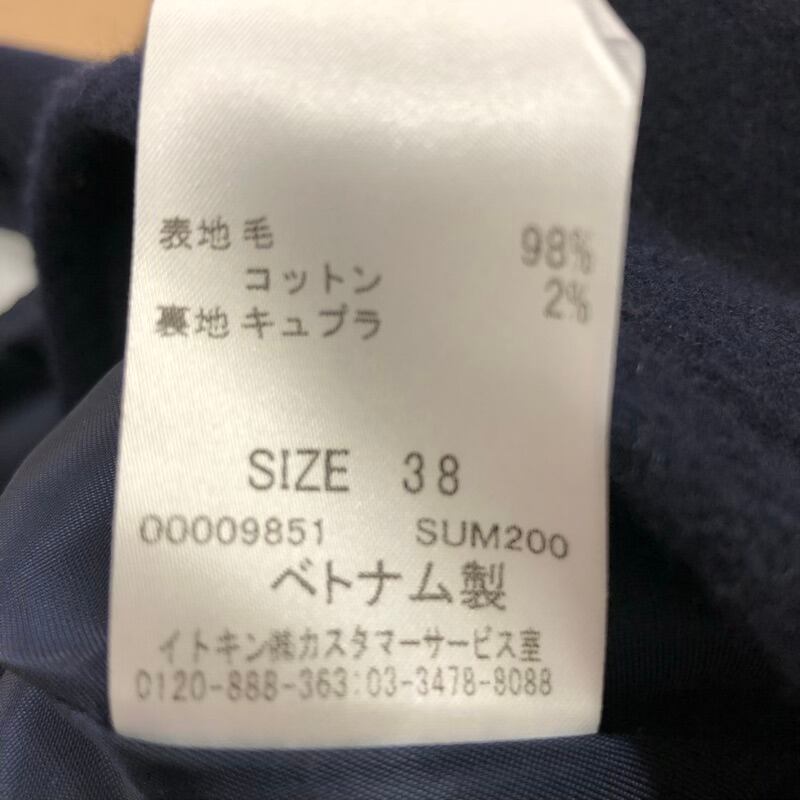 表地 毛 98%
コットン 2%
裏地 キュプラ
SIZE 38
00009851 SUM200
ベトナム製
イトキン㈱カスタマーサービス室
0120-888-363:03-3478-8088